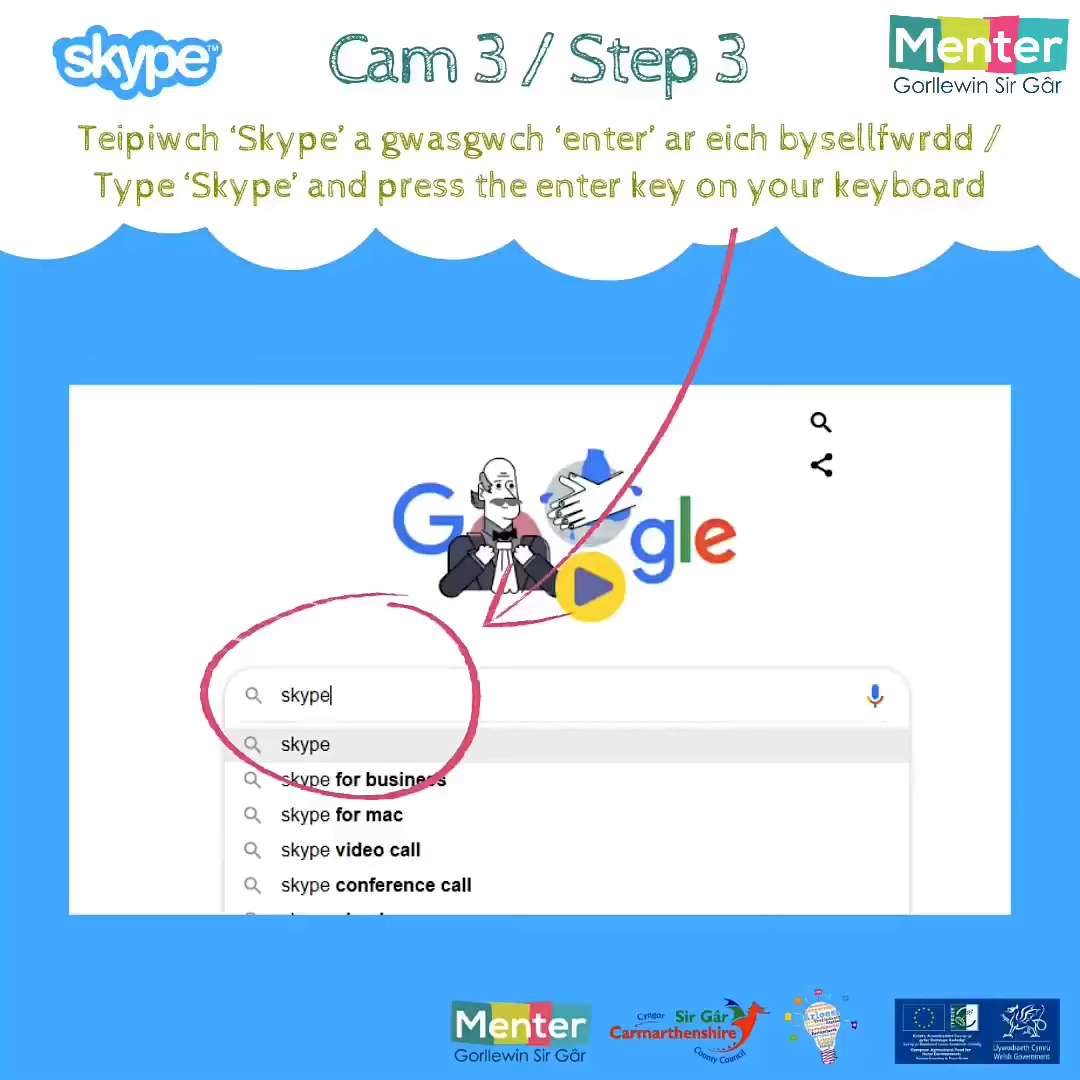 skype™
Cam 3 / Step 3
Menter
Gorllewin Sir Gâr
Teipiwch ‘Skype’ a gwasgwch ‘enter’ ar eich bysellfwrdd /
Type ‘Skype’ and press the enter key on your keyboard
Google
skype
skype
skype for business
skype for mac
skype video call
skype conference call
Menter
Gorllewin Sir Gâr
Cyngor Sir Gâr
Carmarthenshire
County Council
Llywodraeth Cymru
Welsh Government